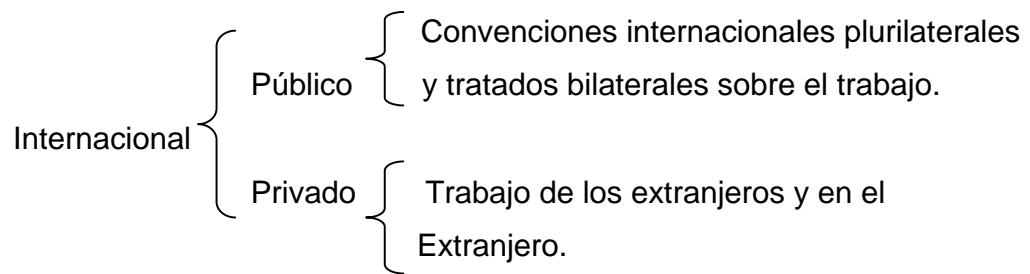 Convenciones internacionales plurilaterales
Público
y tratados bilaterales sobre el trabajo.
Internacional
Privado
Trabajo de los extranjeros y en el
Extranjero.